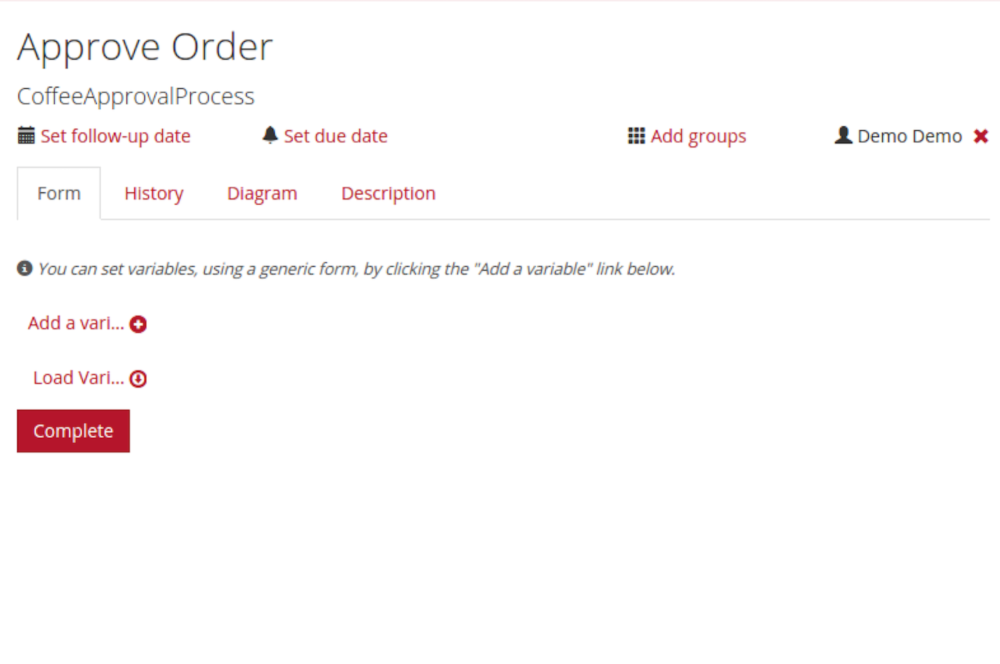 Approve Order
CoffeeApprovalProcess
Set follow-up date Set due date Add groups Demo Demo
Form History Diagram Description
You can set variables, using a generic form, by clicking the "Add a variable" link below.
Add a vari...
Load Vari...
Complete